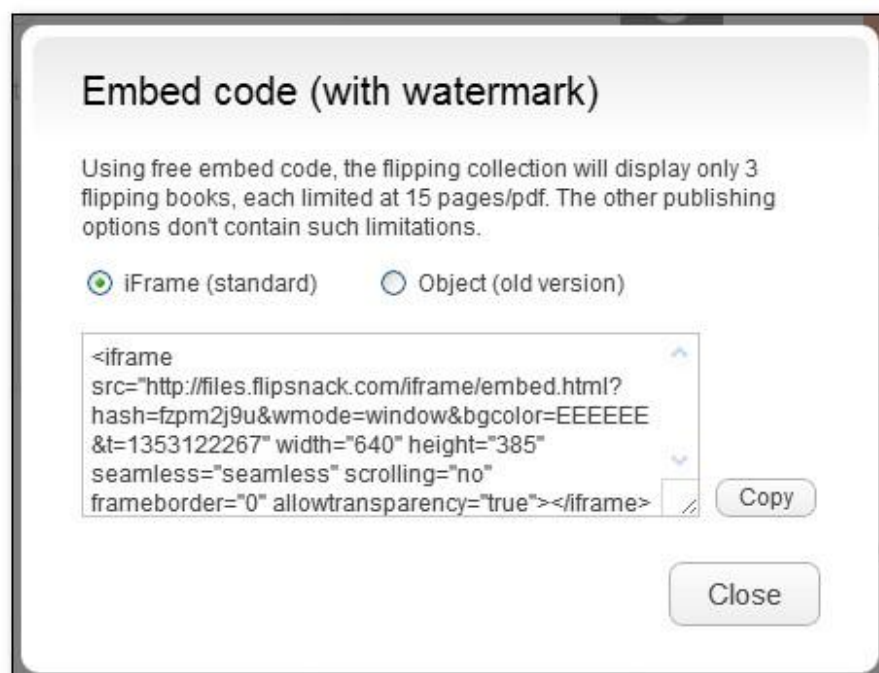 Embed code (with watermark)
Using free embed code, the flipping collection will display only 3
flipping books, each limited at 15 pages/pdf. The other publishing
options don't contain such limitations.
iFrame (standard) Object (old version)
<iframe
src="http://files.flipsnack.com/iframe/embed.html?
hash=fzpm2j9u&wmode=window&bgcolor=EEEEEE
&t=1353122267" width="640" height="385"
seamless="seamless" scrolling="no"
frameborder="0" allowtransparency="true"></iframe>
Copy
Close